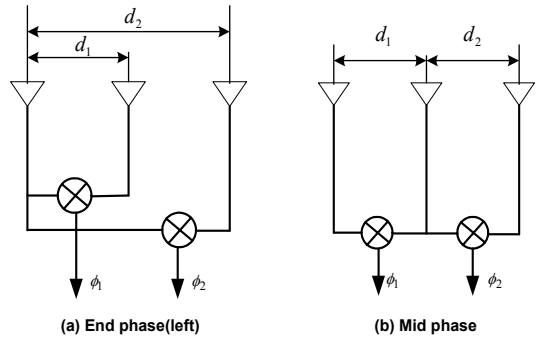 d₂
d₁
d₁ d₂
ϕ₁ ϕ₂
ϕ₁ ϕ₂
(a) End phase(left)
(b) Mid phase